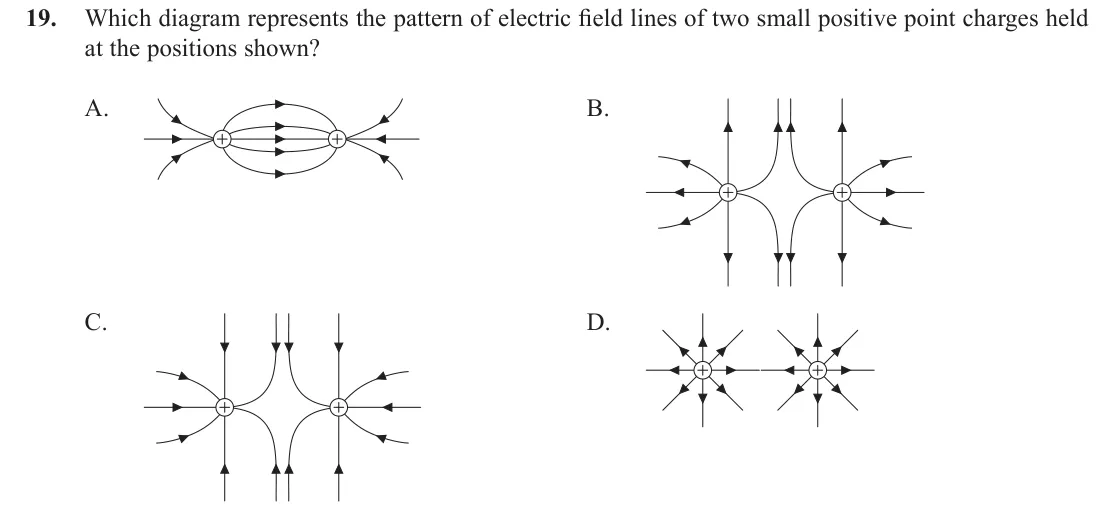 19. Which diagram represents the pattern of electric field lines of two small positive point charges held
at the positions shown?
A. B.
+ + + +
C. D.
+ + + +